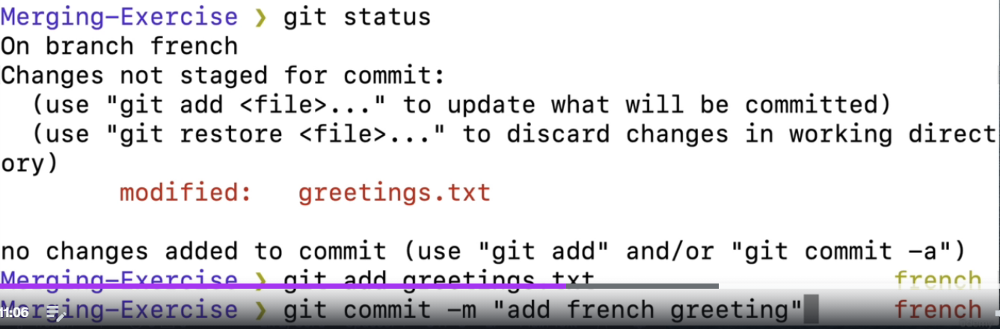 Merging-Exercise ❯ git status
On branch french
Changes not staged for commit:
  (use "git add <file>..." to update what will be committed)
  (use "git restore <file>..." to discard changes in working direct
ory)
        modified:   greetings.txt
no changes added to commit (use "git add" and/or "git commit -a")
Merging-Exercise ❯ git add greetings.txt french
Merging-Exercise ❯ git commit -m "add french greeting" french
11:06